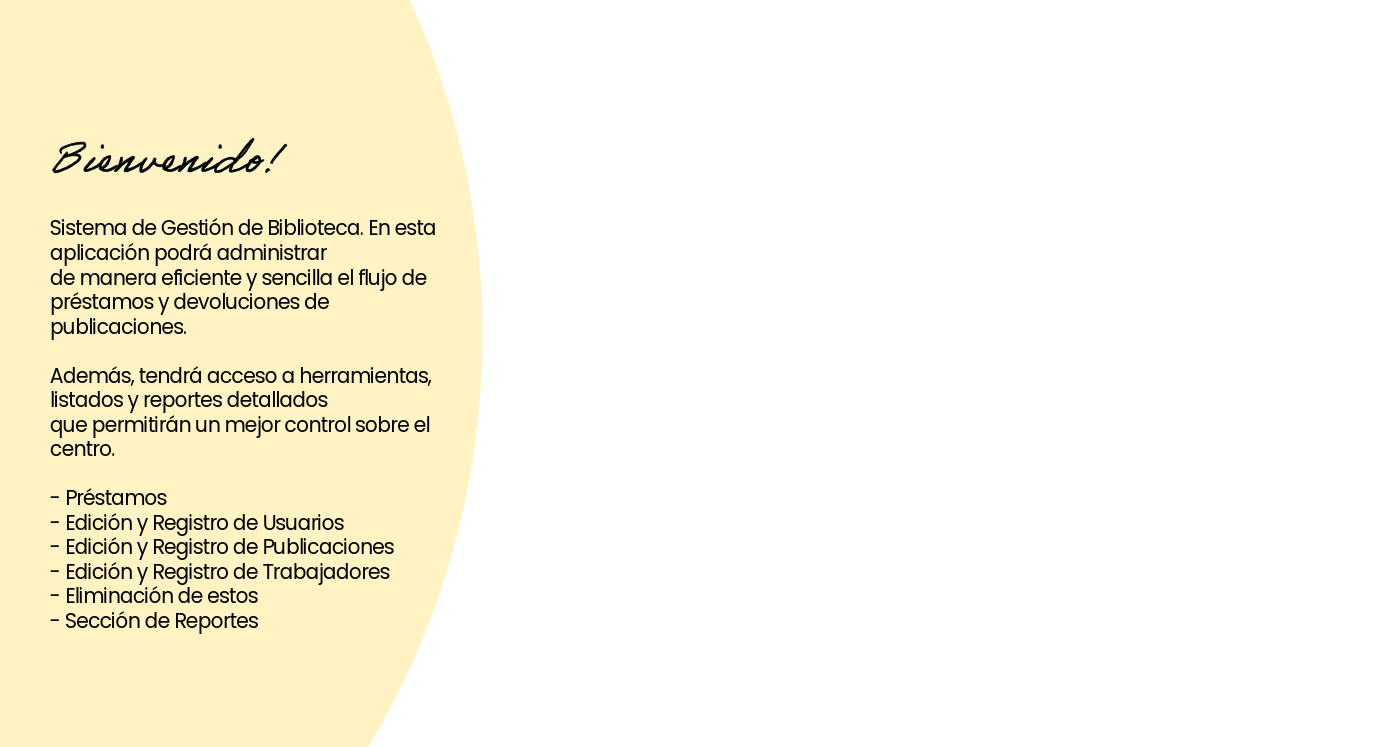 Bienvenido!
Sistema de Gestión de Biblioteca. En esta
aplicación podrá administrar
de manera eficiente y sencilla el flujo de
préstamos y devoluciones de
publicaciones.
Además, tendrá acceso a herramientas,
listados y reportes detallados
que permitirán un mejor control sobre el
centro.
- Préstamos
- Edición y Registro de Usuarios
- Edición y Registro de Publicaciones
- Edición y Registro de Trabajadores
- Eliminación de estos
- Sección de Reportes